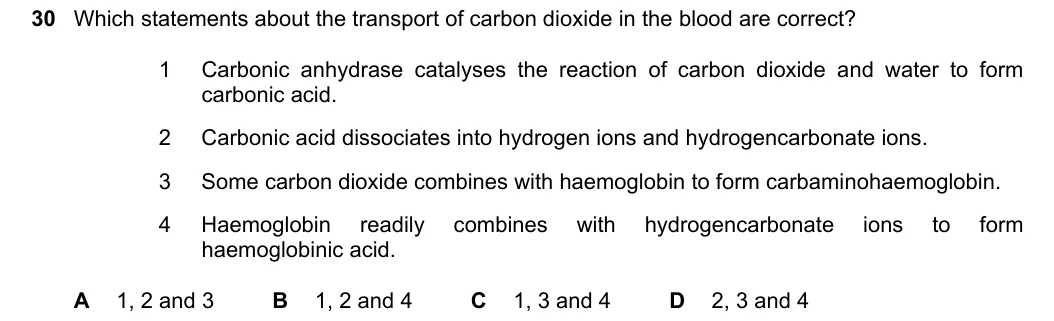 30 Which statements about the transport of carbon dioxide in the blood are correct?
1 Carbonic anhydrase catalyses the reaction of carbon dioxide and water to form
carbonic acid.
2 Carbonic acid dissociates into hydrogen ions and hydrogencarbonate ions.
3 Some carbon dioxide combines with haemoglobin to form carbaminohaemoglobin.
4 Haemoglobin readily combines with hydrogencarbonate ions to form
haemoglobinic acid.
A 1, 2 and 3 B 1, 2 and 4 C 1, 3 and 4 D 2, 3 and 4